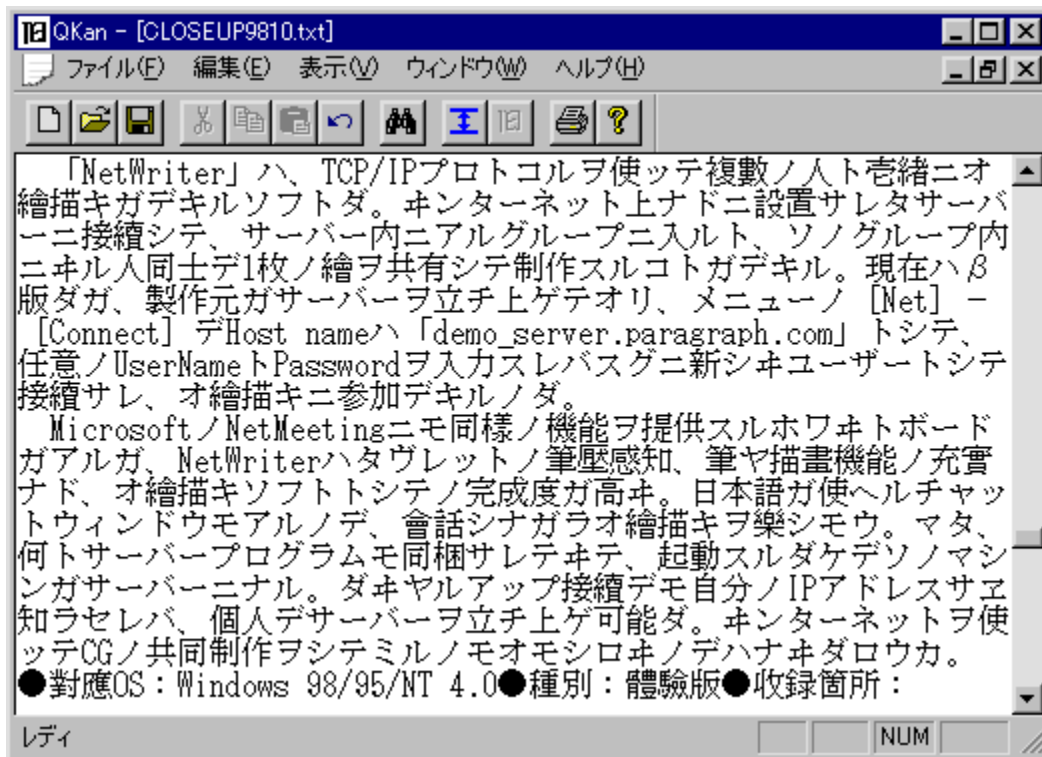 QKan - [CLOSEUP9810.txt]
ファイル(F) 編集(E) 表示(V) ウィンドウ(W) ヘルプ(H)
　「NetWriter」ハ、TCP/IPプロトコルヲ使ッテ複數ノ人ト壱緒ニオ
繪描キガデキルソフトダ。ヰンターネット上ナドニ設置サレタサーバ
ーニ接續シテ、サーバー内ニアルグループニ入ルト、ソノグループ内
ニヰル人同士デ1枚ノ繪ヲ共有シテ制作スルコトガデキル。現在ハβ
版ダガ、製作元ガサーバーヲ立チ上ゲテオリ、メニューノ［Net］－
［Connect］デHost nameハ「demo_server.paragraph.com」トシテ、
任意ノUserNameトPasswordヲ入力スレバスグニ新シヰユーザートシテ
接續サレ、オ繪描キニ参加デキルノダ。
　MicrosoftノNetMeetingニモ同樣ノ機能ヲ提供スルホワヰトボード
ガアルガ、NetWriterハタヴレットノ筆壓感知、筆ヤ描畫機能ノ充實
ナド、オ繪描キソフトトシテノ完成度ガ高ヰ。日本語ガ使ヘルチャッ
トウィンドウモアルノデ、會話シナガラオ繪描キヲ樂シモウ。マタ、
何トサーバープログラムモ同梱サレテヰテ、起動スルダケデソノマシ
ンガサーバーニナル。ダヰヤルアップ接續デモ自分ノIPアドレスサヱ
知ラセレバ、個人デサーバーヲ立チ上ゲ可能ダ。ヰンターネットヲ使
ッテCGノ共同制作ヲシテミルノモオモシロヰノデハナヰダロウカ。
●對應OS：Windows 98/95/NT 4.0●種別：體驗版●収録箇所：
レディ NUM